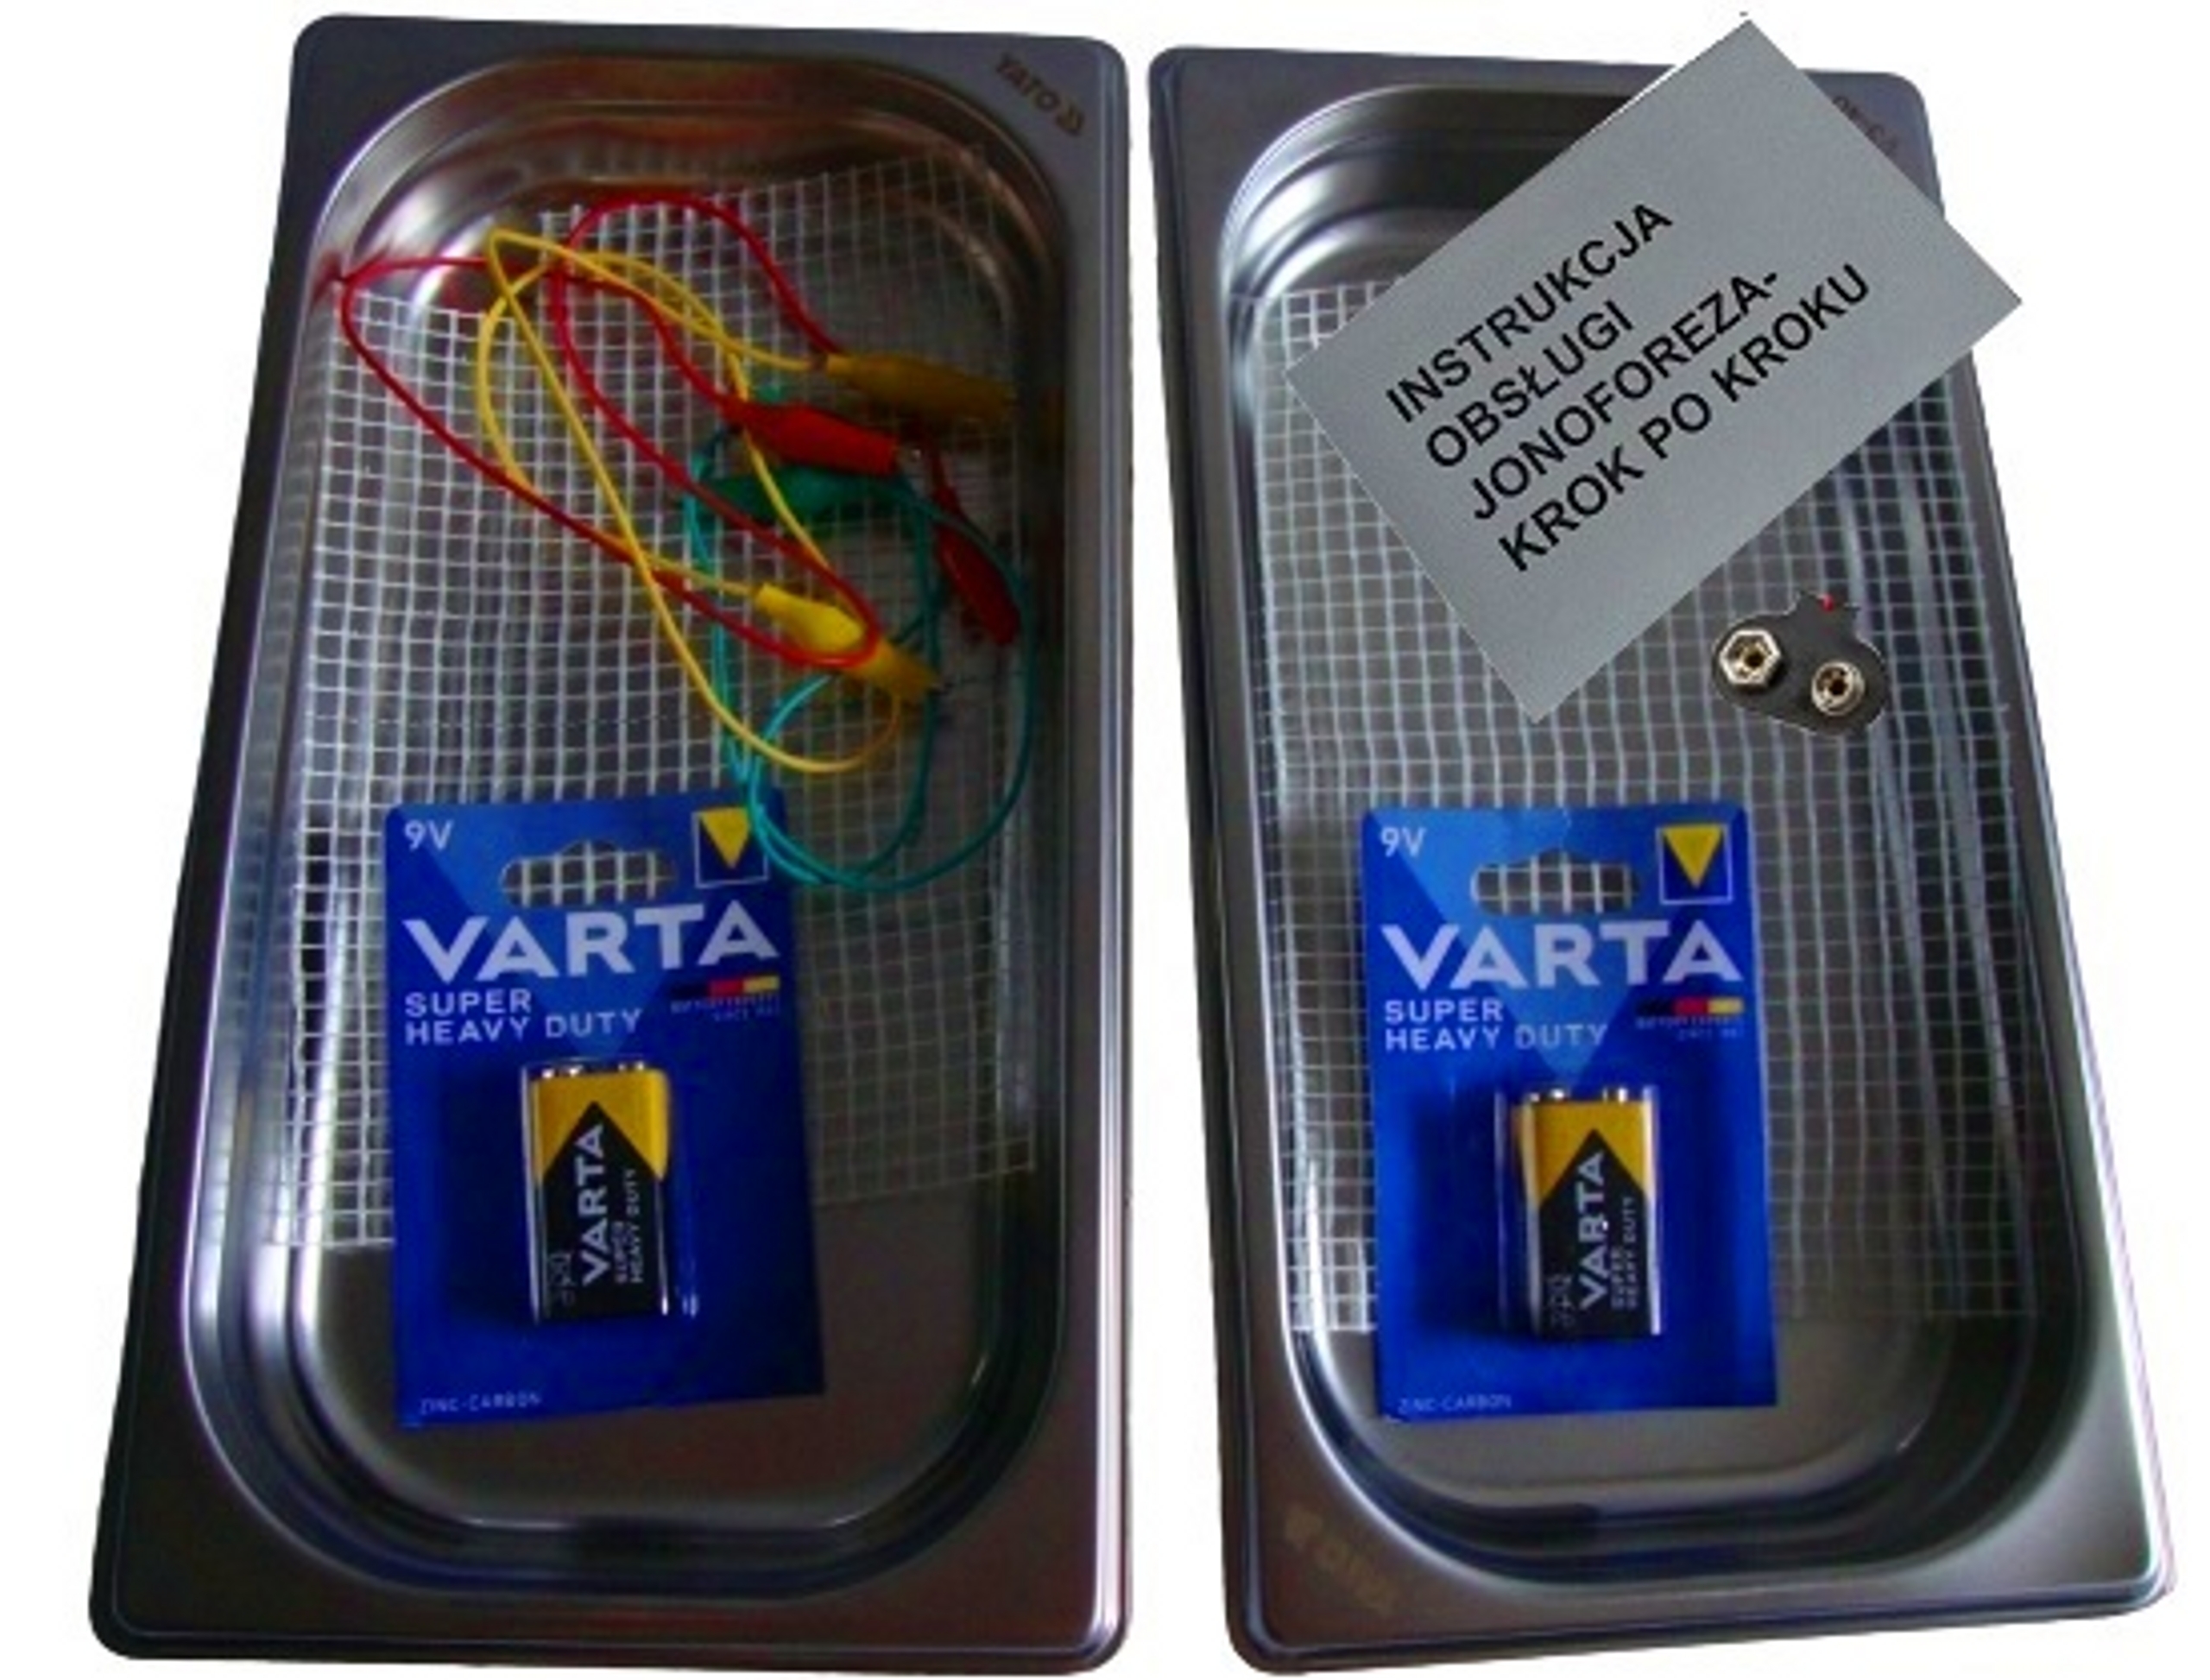 YATO
INSTRUKCJA
OBSŁUGI
JONOFOREZA-
KROK PO KROKU
9V
VARTA
SUPER
HEAVY DUTY
VARTA
SUPER
HEAVY DUTY
ZINC-CARBON
9V
VARTA
SUPER
HEAVY DUTY
VARTA
SUPER
HEAVY DUTY
ZINC-CARBON